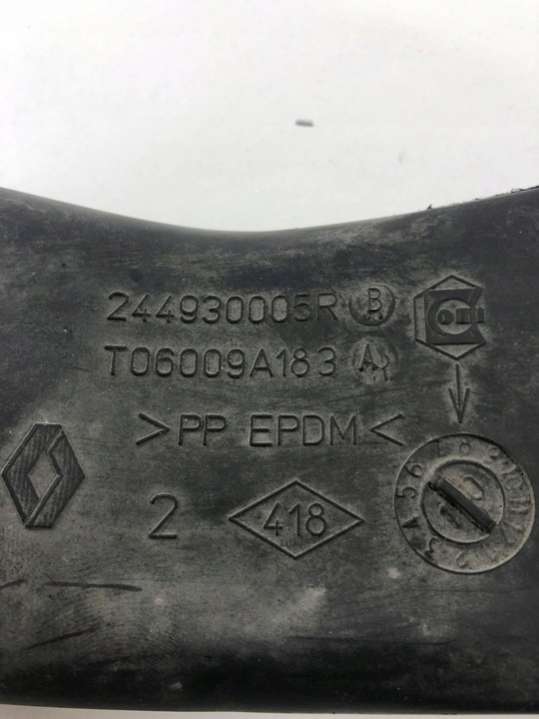 244930005R B
T06009A183 A
>PP EPDM<
2 418